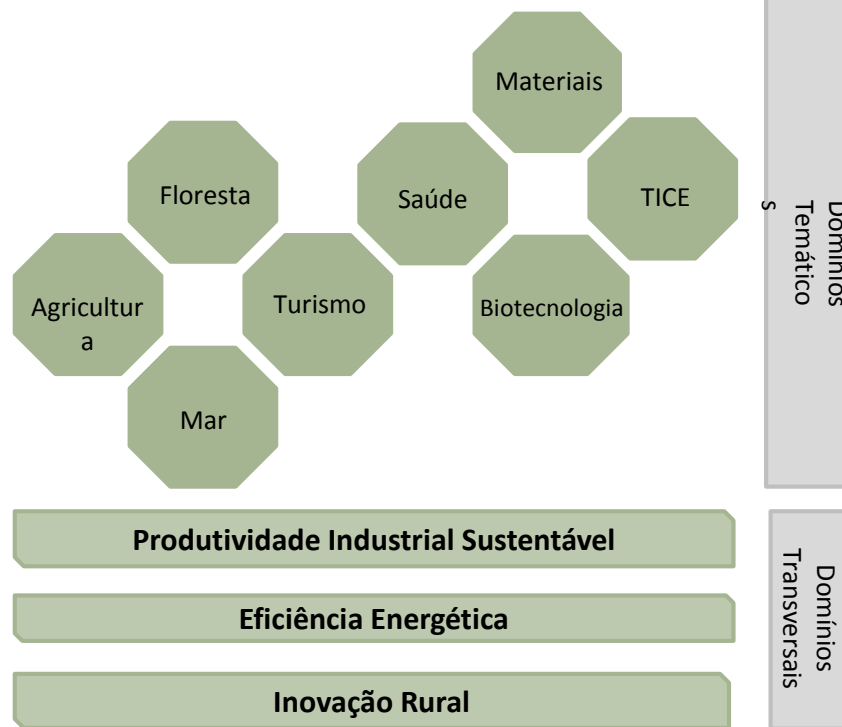 Materiais
Floresta
Saúde
TICE
Agricultur
a
Turismo
Biotecnologia
Mar
Domínios
Temático
s
Produtividade Industrial Sustentável
Eficiência Energética
Inovação Rural
Domínios
Transversais